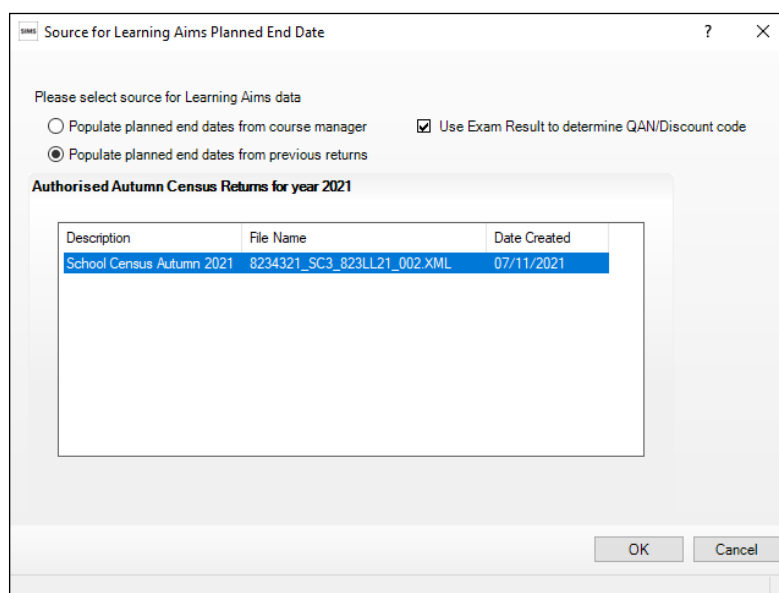 SIMS Source for Learning Aims Planned End Date ? X
Please select source for Learning Aims data
Populate planned end dates from course manager Use Exam Result to determine QAN/Discount code
Populate planned end dates from previous returns
Authorised Autumn Census Returns for year 2021
Description File Name Date Created
School Census Autumn 2021 8234321_SC3_823LL21_002.XML 07/11/2021
OK Cancel